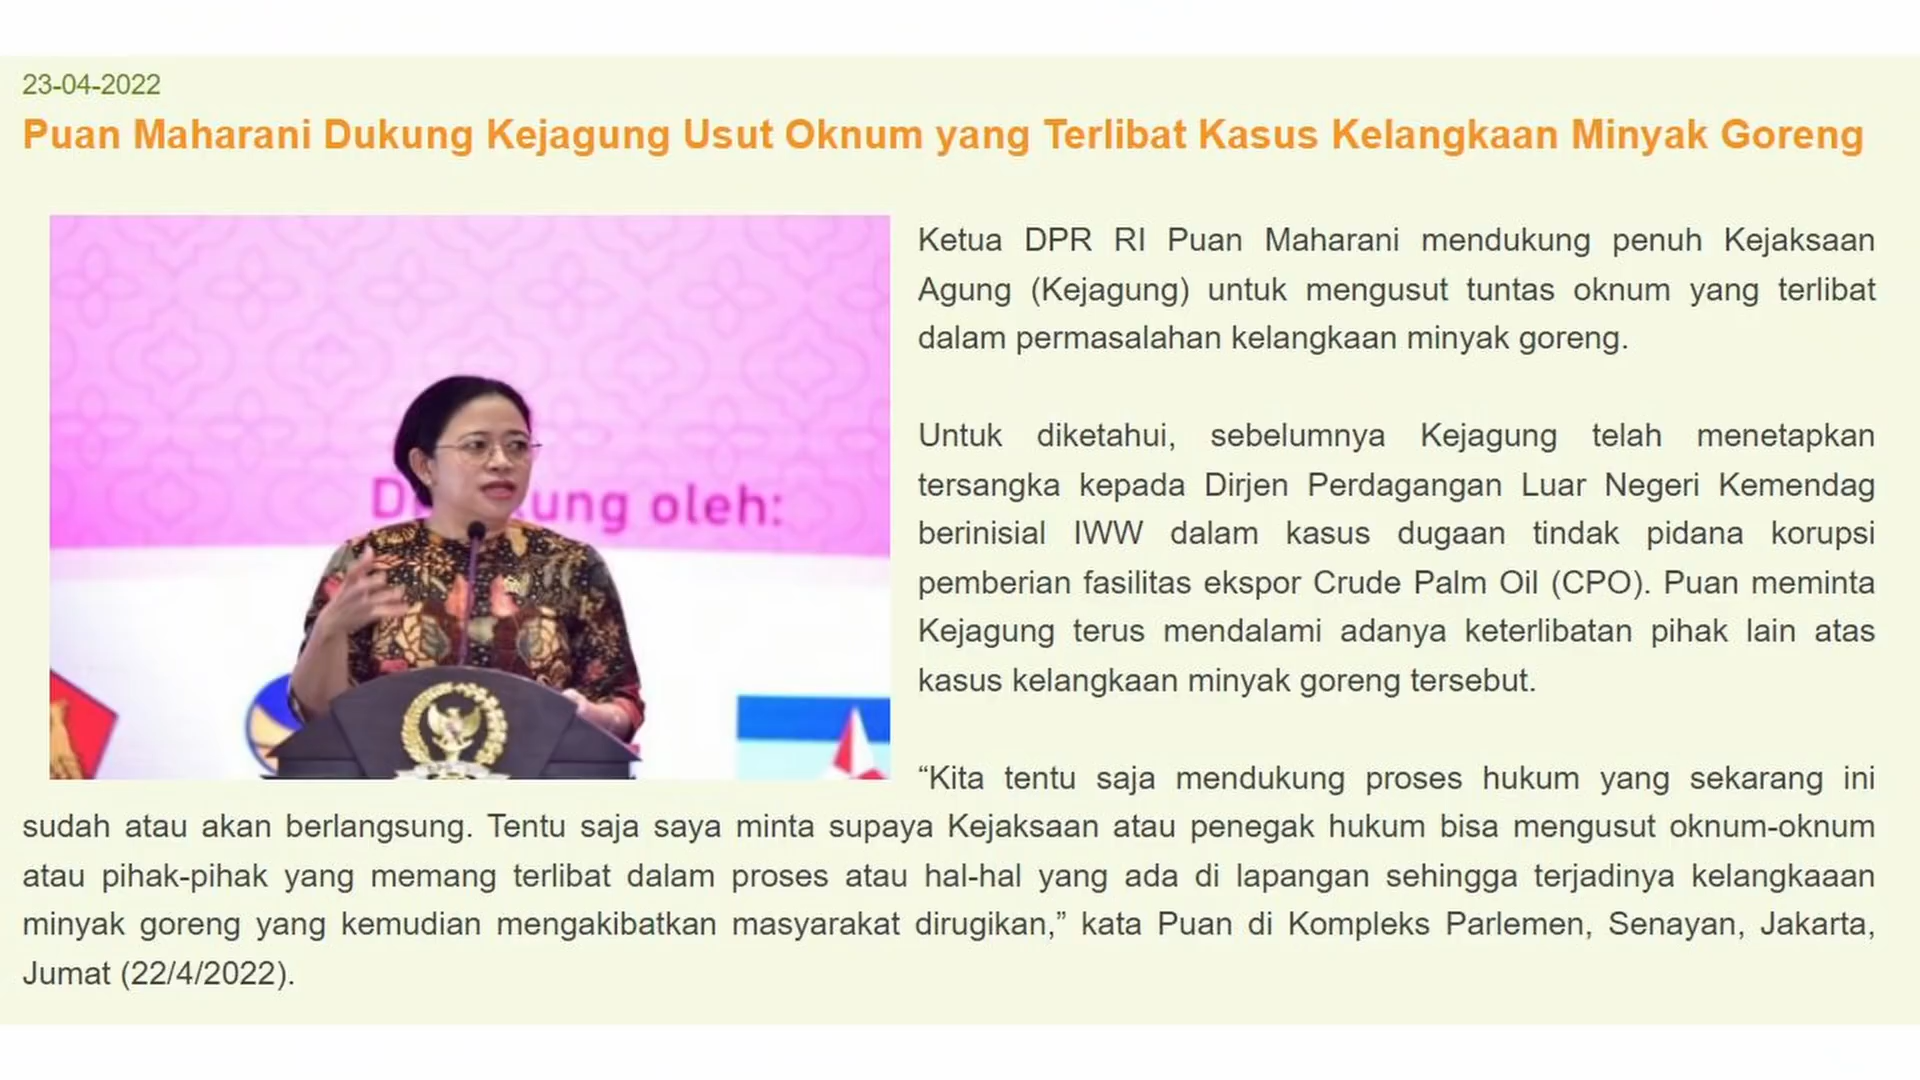 23-04-2022
Puan Maharani Dukung Kejagung Usut Oknum yang Terlibat Kasus Kelangkaan Minyak Goreng
Ketua DPR RI Puan Maharani mendukung penuh Kejaksaan
Agung (Kejagung) untuk mengusut tuntas oknum yang terlibat
dalam permasalahan kelangkaan minyak goreng.
Untuk diketahui, sebelumnya Kejagung telah menetapkan
tersangka kepada Dirjen Perdagangan Luar Negeri Kemendag
berinisial IWW dalam kasus dugaan tindak pidana korupsi
pemberian fasilitas ekspor Crude Palm Oil (CPO). Puan meminta
Kejagung terus mendalami adanya keterlibatan pihak lain atas
kasus kelangkaan minyak goreng tersebut.
“Kita tentu saja mendukung proses hukum yang sekarang ini
sudah atau akan berlangsung. Tentu saja saya minta supaya Kejaksaan atau penegak hukum bisa mengusut oknum-oknum
atau pihak-pihak yang memang terlibat dalam proses atau hal-hal yang ada di lapangan sehingga terjadinya kelangkaaan
minyak goreng yang kemudian mengakibatkan masyarakat dirugikan,” kata Puan di Kompleks Parlemen, Senayan, Jakarta,
Jumat (22/4/2022).
oleh: